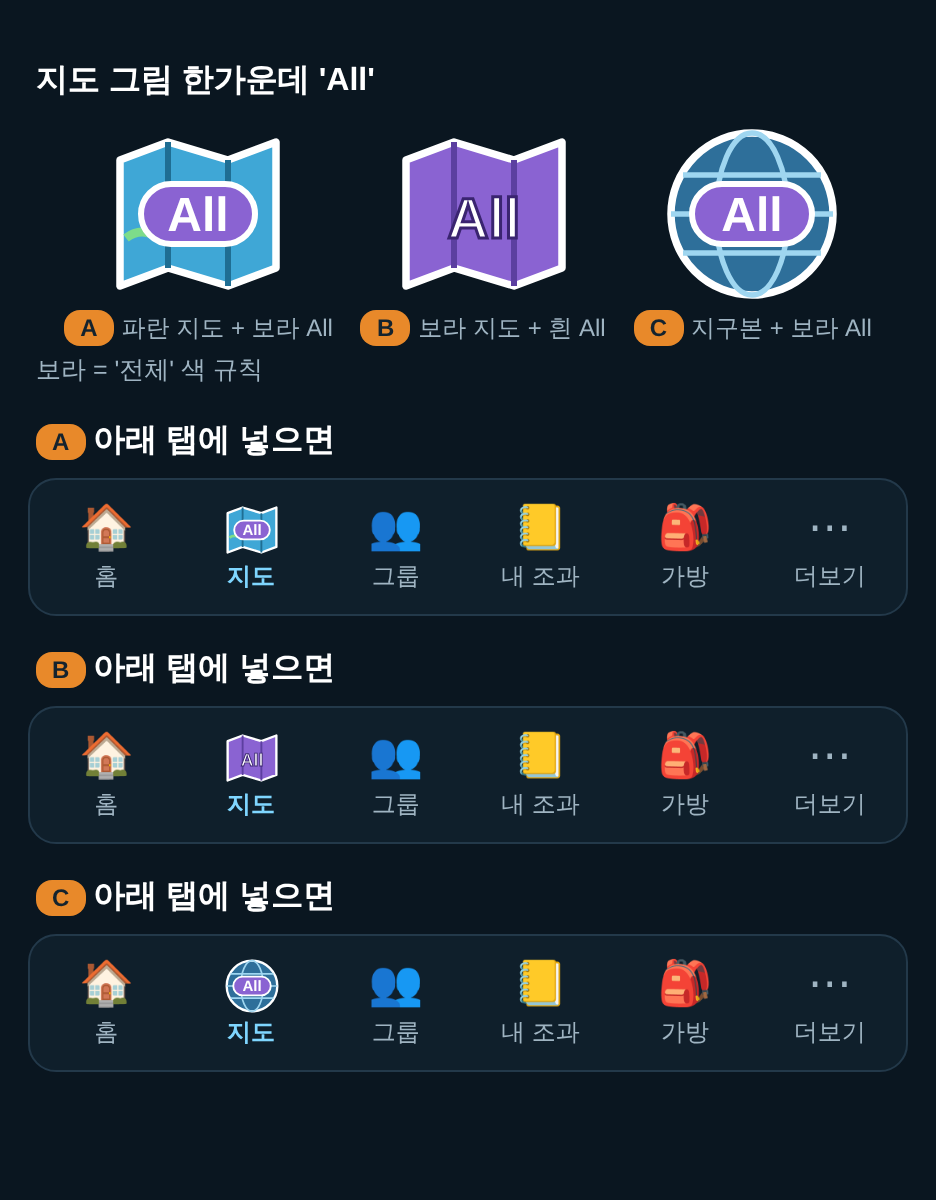 지도 그림 한가운데 'All'
All All All
A 파란 지도 + 보라 All B 보라 지도 + 흰 All C 지구본 + 보라 All
보라 = '전체' 색 규칙
A 아래 탭에 넣으면
All
홈 지도 그룹 내 조과 가방 더보기
B 아래 탭에 넣으면
All
홈 지도 그룹 내 조과 가방 더보기
C 아래 탭에 넣으면
All
홈 지도 그룹 내 조과 가방 더보기